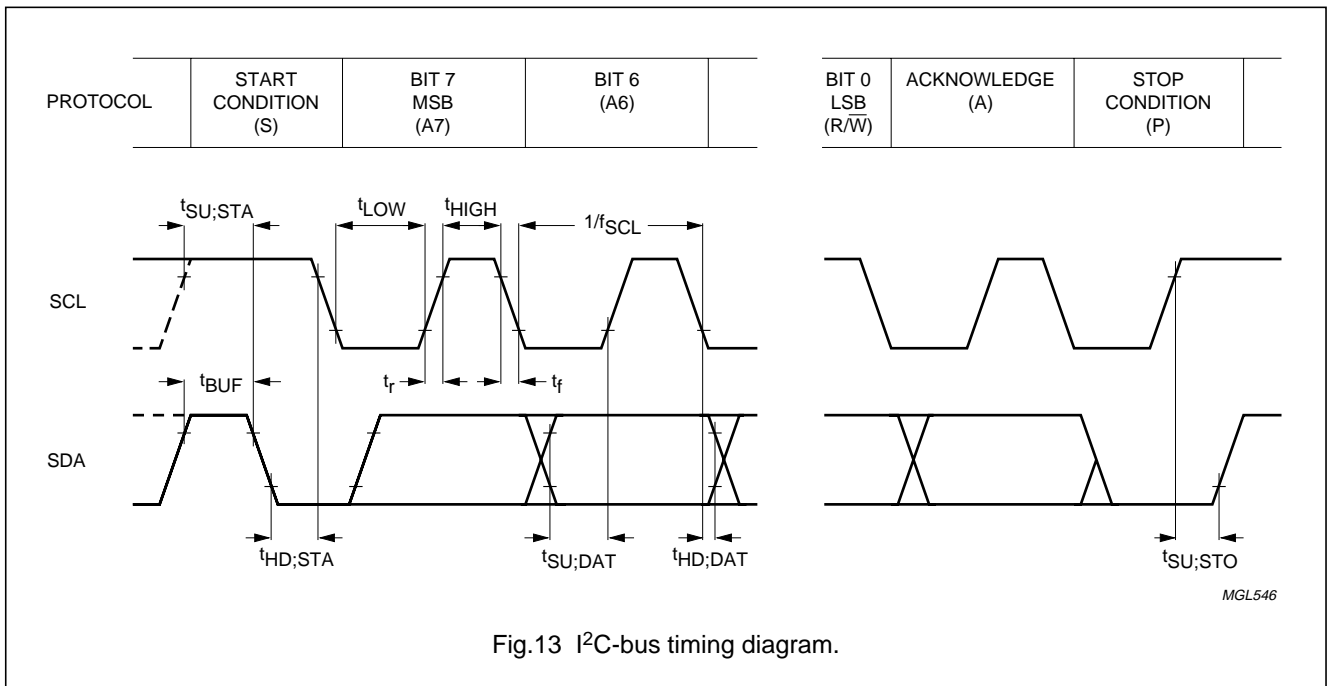 PROTOCOL
START
CONDITION
(S)
BIT 7
MSB
(A7)
BIT 6
(A6)
BIT 0
LSB
(R/W̅)
ACKNOWLEDGE
(A)
STOP
CONDITION
(P)
tSU;STA
tLOW
tHIGH
1/fSCL
SCL
tBUF
tr
tf
SDA
tHD;STA
tSU;DAT
tHD;DAT
tSU;STO
MGL546
Fig.13 I²C-bus timing diagram.